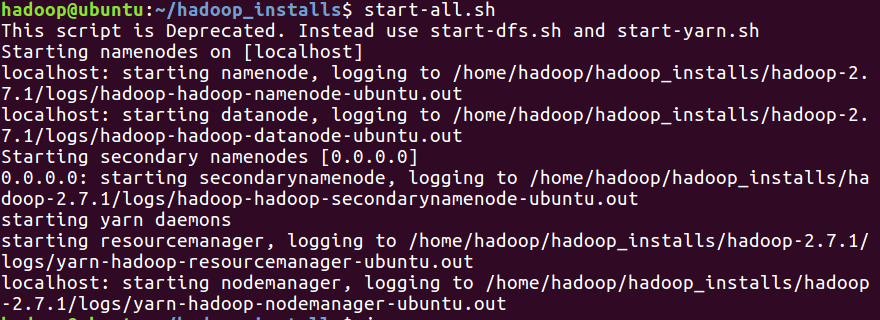 hadoop@ubuntu:~/hadoop_installs$ start-all.sh
This script is Deprecated. Instead use start-dfs.sh and start-yarn.sh
Starting namenodes on [localhost]
localhost: starting namenode, logging to /home/hadoop/hadoop_installs/hadoop-2.
7.1/logs/hadoop-hadoop-namenode-ubuntu.out
localhost: starting datanode, logging to /home/hadoop/hadoop_installs/hadoop-2.
7.1/logs/hadoop-hadoop-datanode-ubuntu.out
Starting secondary namenodes [0.0.0.0]
0.0.0.0: starting secondarynamenode, logging to /home/hadoop/hadoop_installs/ha
doop-2.7.1/logs/hadoop-hadoop-secondarynamenode-ubuntu.out
starting yarn daemons
starting resourcemanager, logging to /home/hadoop/hadoop_installs/hadoop-2.7.1/
logs/yarn-hadoop-resourcemanager-ubuntu.out
localhost: starting nodemanager, logging to /home/hadoop/hadoop_installs/hadoop
-2.7.1/logs/yarn-hadoop-nodemanager-ubuntu.out